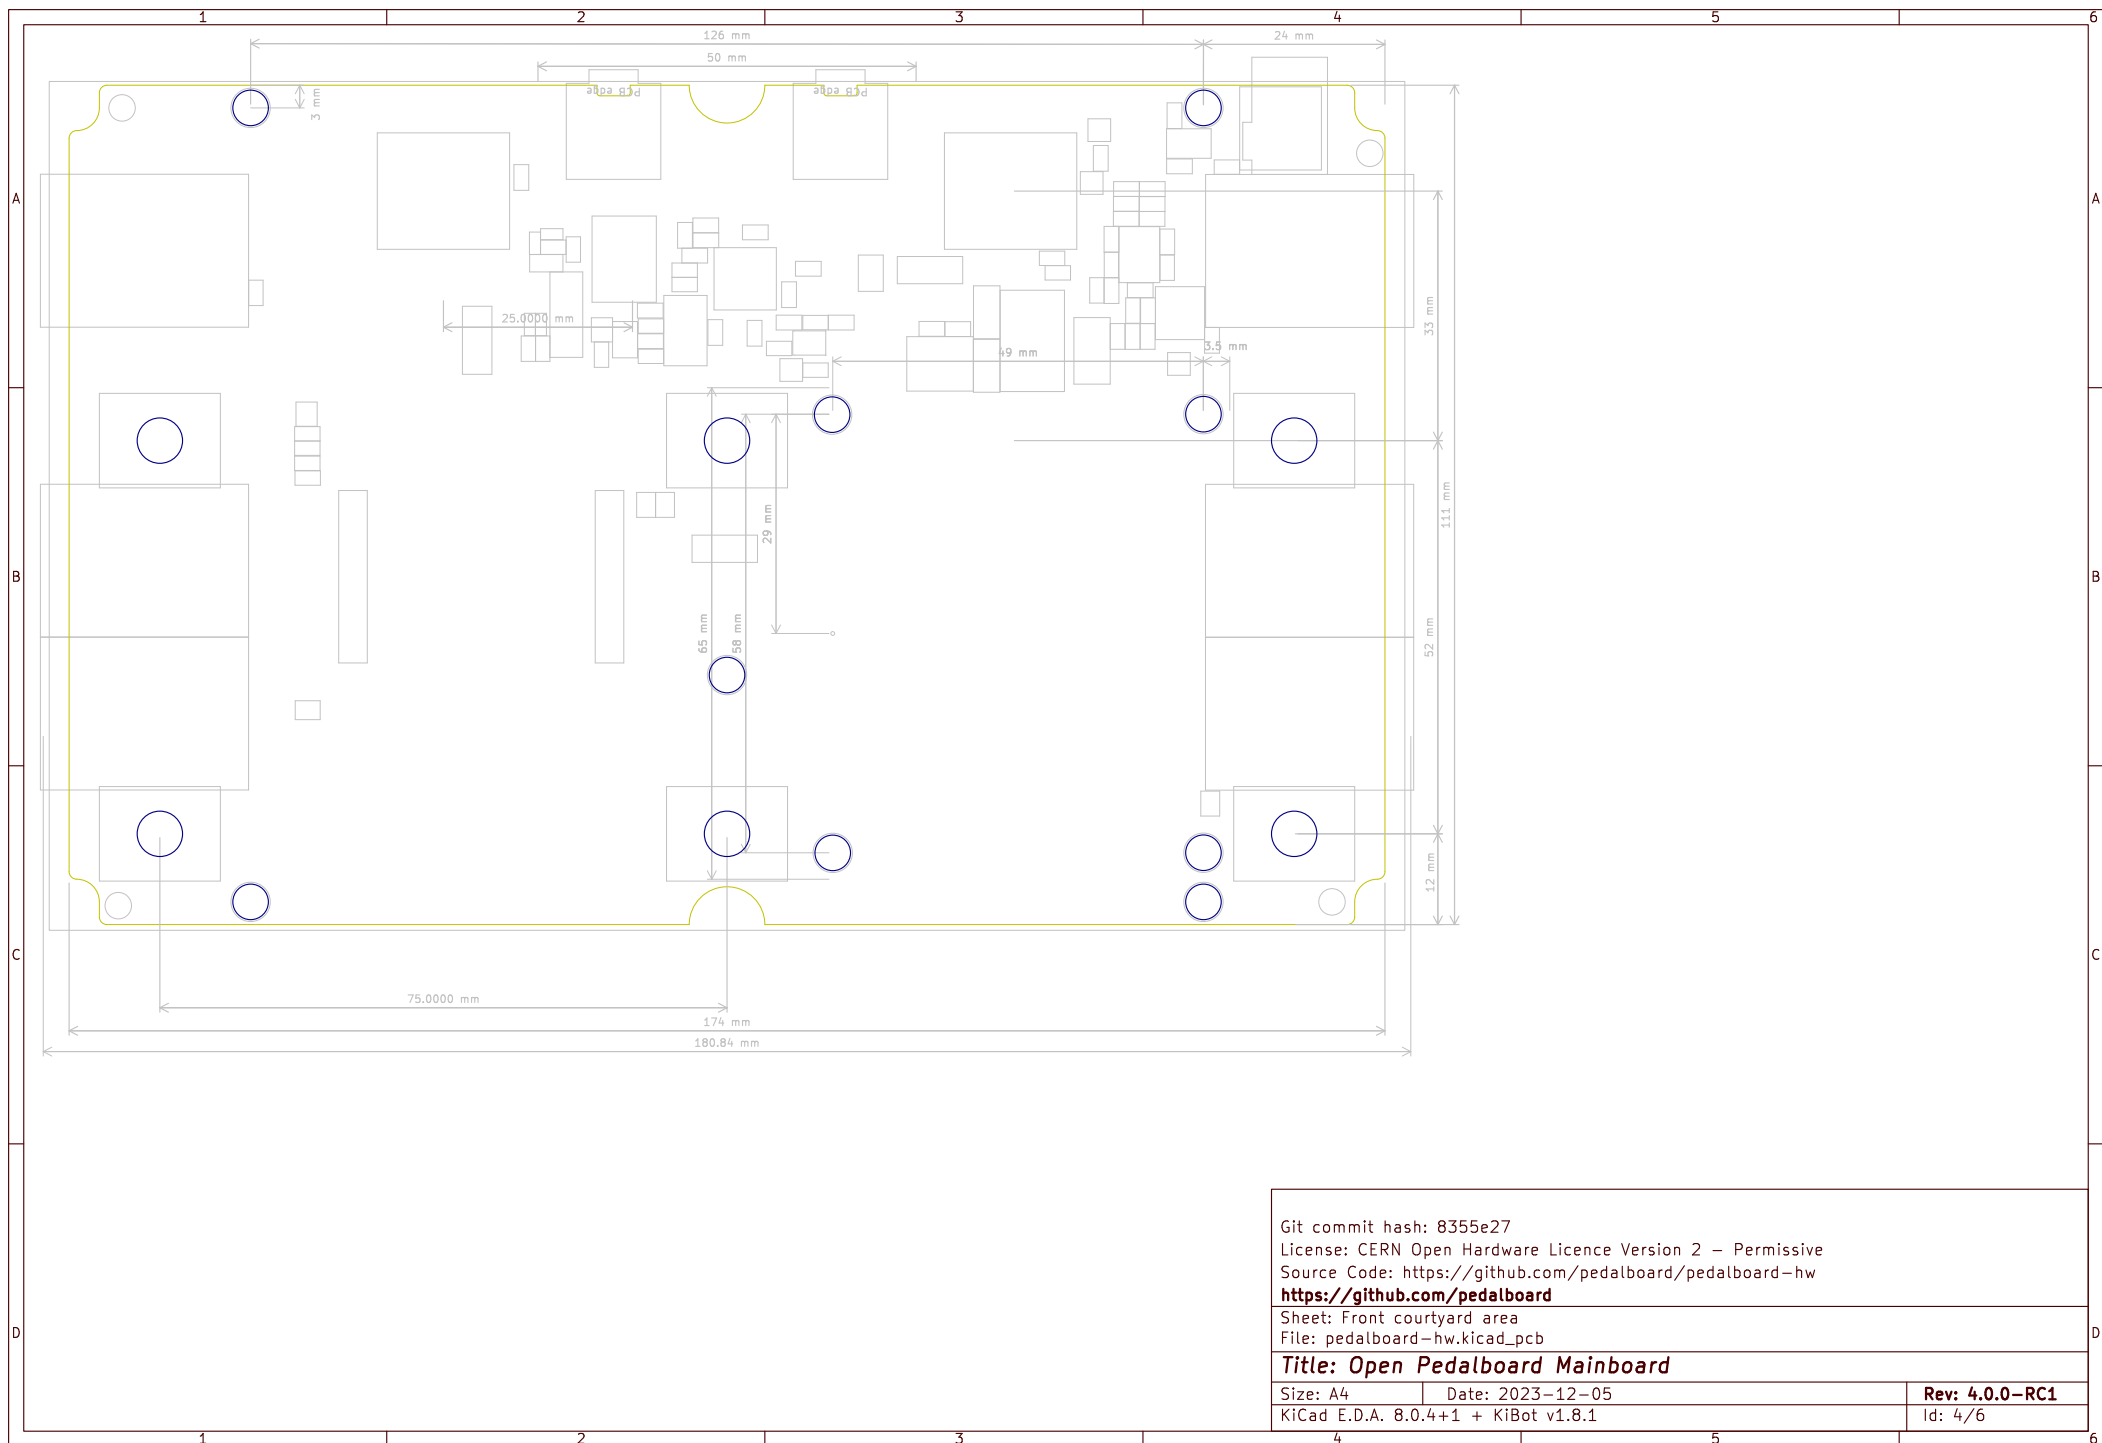 1 2 3 4 5 6
126 mm
24 mm
50 mm
3 mm
PCB edge
PCB edge
A
A
25.0000 mm
33 mm
49 mm
3.5 mm
111 mm
29 mm
B
B
65 mm
58 mm
52 mm
12 mm
C
C
75.0000 mm
174 mm
180.84 mm
Git commit hash: 8355e27
License: CERN Open Hardware Licence Version 2 - Permissive
Source Code: https://github.com/pedalboard/pedalboard-hw
https://github.com/pedalboard
Sheet: Front courtyard area
File: pedalboard-hw.kicad_pcb
D
D
Title: Open Pedalboard Mainboard
Size: A4
Date: 2023-12-05
Rev: 4.0.0-RC1
KiCad E.D.A. 8.0.4+1 + KiBot v1.8.1
Id: 4/6
1 2 3 4 5 6